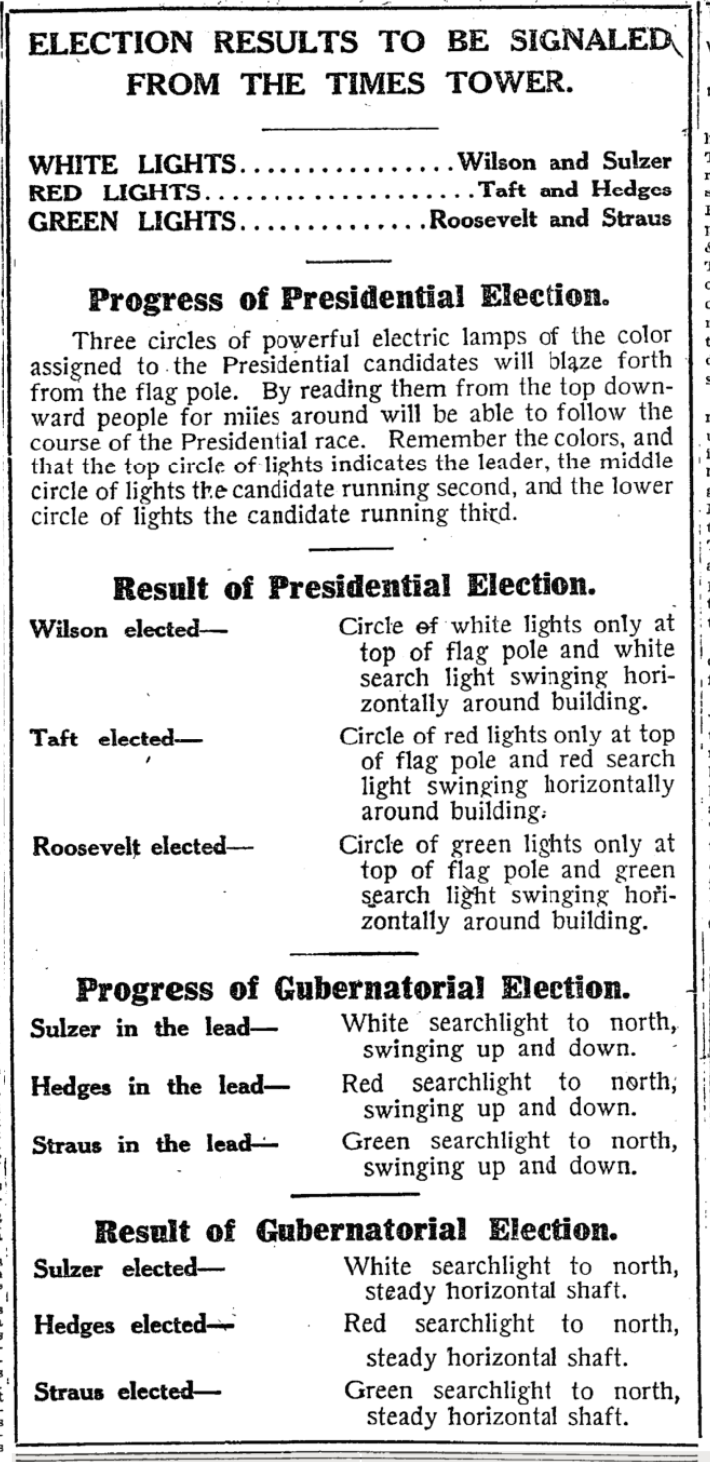 ELECTION RESULTS TO BE SIGNALED
FROM THE TIMES TOWER.
WHITE LIGHTS................Wilson and Sulzer
RED LIGHTS.....................Taft and Hedges
GREEN LIGHTS..............Roosevelt and Straus
Progress of Presidential Election.
Three circles of powerful electric lamps of the color
assigned to the Presidential candidates will blaze forth
from the flag pole. By reading them from the top down-
ward people for miles around will be able to follow the
course of the Presidential race. Remember the colors, and
that the top circle of lights indicates the leader, the middle
circle of lights the candidate running second, and the lower
circle of lights the candidate running third.
Result of Presidential Election.
Wilson elected— Circle of white lights only at
top of flag pole and white
search light swinging hori-
zontally around building.
Taft elected— Circle of red lights only at top
of flag pole and red search
light swinging horizontally
around building.
Roosevelt elected— Circle of green lights only at
top of flag pole and green
search light swinging hori-
zontally around building.
Progress of Gubernatorial Election.
Sulzer in the lead— White searchlight to north,
swinging up and down.
Hedges in the lead— Red searchlight to north,
swinging up and down.
Straus in the lead— Green searchlight to north,
swinging up and down.
Result of Gubernatorial Election.
Sulzer elected— White searchlight to north,
steady horizontal shaft.
Hedges elected— Red searchlight to north,
steady horizontal shaft.
Straus elected— Green searchlight to north,
steady horizontal shaft.